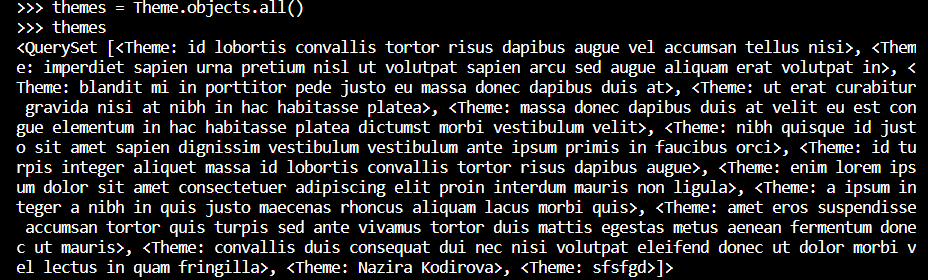 >>> themes = Theme.objects.all()
>>> themes
<QuerySet [<Theme: id lobortis convallis tortor risus dapibus augue vel accumsan tellus nisi>, <Them
e: imperdiet sapien urna pretium nisl ut volutpat sapien arcu sed augue aliquam erat volutpat in>, <
Theme: blandit mi in porttitor pede justo eu massa donec dapibus duis at>, <Theme: ut erat curabitur
 gravida nisi at nibh in hac habitasse platea>, <Theme: massa donec dapibus duis at velit eu est con
gue elementum in hac habitasse platea dictumst morbi vestibulum velit>, <Theme: nibh quisque id just
o sit amet sapien dignissim vestibulum vestibulum ante ipsum primis in faucibus orci>, <Theme: id tu
rpis integer aliquet massa id lobortis convallis tortor risus dapibus augue>, <Theme: enim lorem ips
um dolor sit amet consectetuer adipiscing elit proin interdum mauris non ligula>, <Theme: a ipsum in
teger a nibh in quis justo maecenas rhoncus aliquam lacus morbi quis>, <Theme: amet eros suspendisse
 accumsan tortor quis turpis sed ante vivamus tortor duis mattis egestas metus aenean fermentum done
c ut mauris>, <Theme: convallis duis consequat dui nec nisi volutpat eleifend donec ut dolor morbi v
el lectus in quam fringilla>, <Theme: Nazira Kodirova>, <Theme: sfsfgd>]>